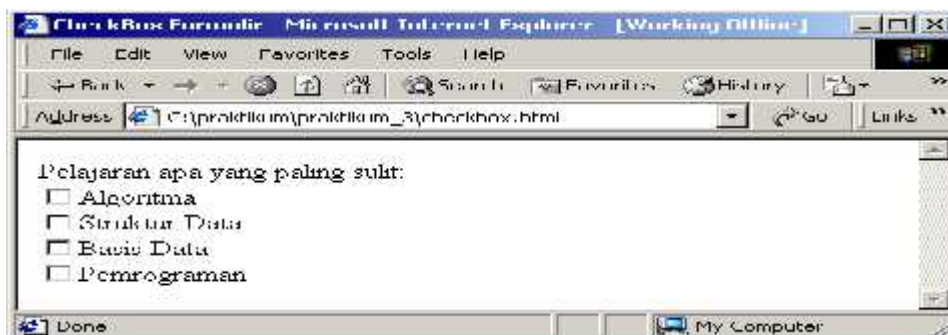 CheckBox - Microsoft Internet Explorer - [Working Offline]
File Edit View Favorites Tools Help
Back Search Favorites History
Address C:\praktikum\praktikum_3\checkbox.html Go Links
Pelajaran apa yang paling sulit:
Algoritma
Struktur Data
Basis Data
Pemrograman
Done My Computer